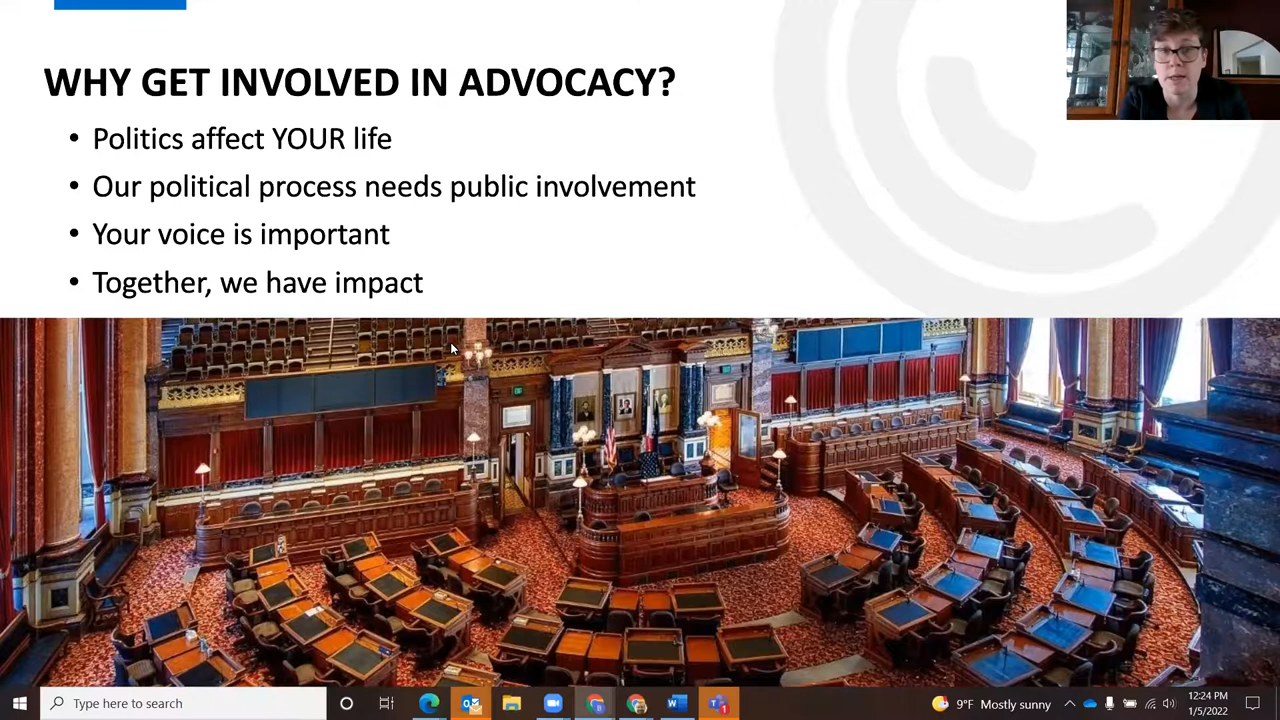 WHY GET INVOLVED IN ADVOCACY?
• Politics affect YOUR life
• Our political process needs public involvement
• Your voice is important
• Together, we have impact
Type here to search
9°F Mostly sunny
12:24 PM
1/5/2022